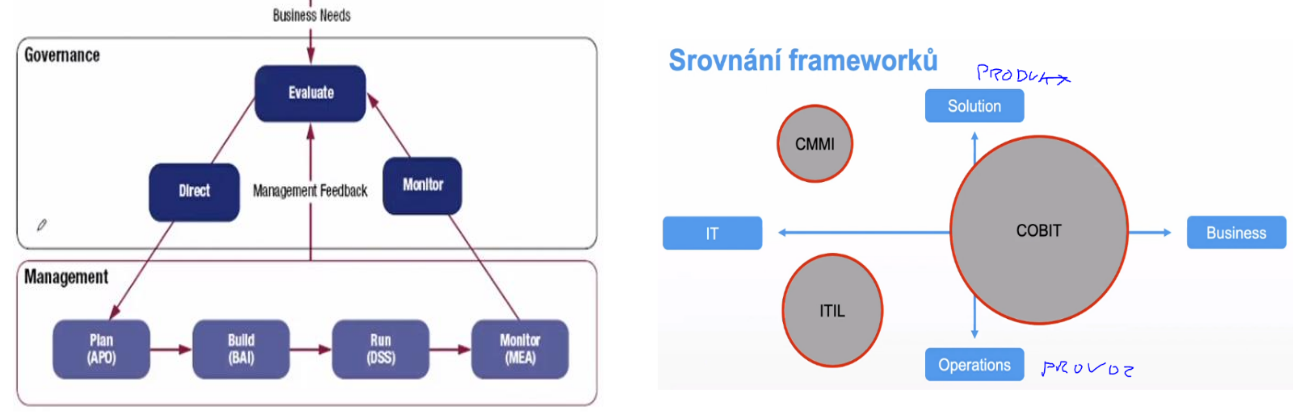 Business Needs
Governance
Evaluate
Direct
Management Feedback
Monitor
Management
Plan
(APO)
Build
(BAI)
Run
(DSS)
Monitor
(MEA)
Srovnání frameworků
PRODUKT
Solution
CMMI
IT
COBIT
Business
ITIL
Operations
PROVOZ